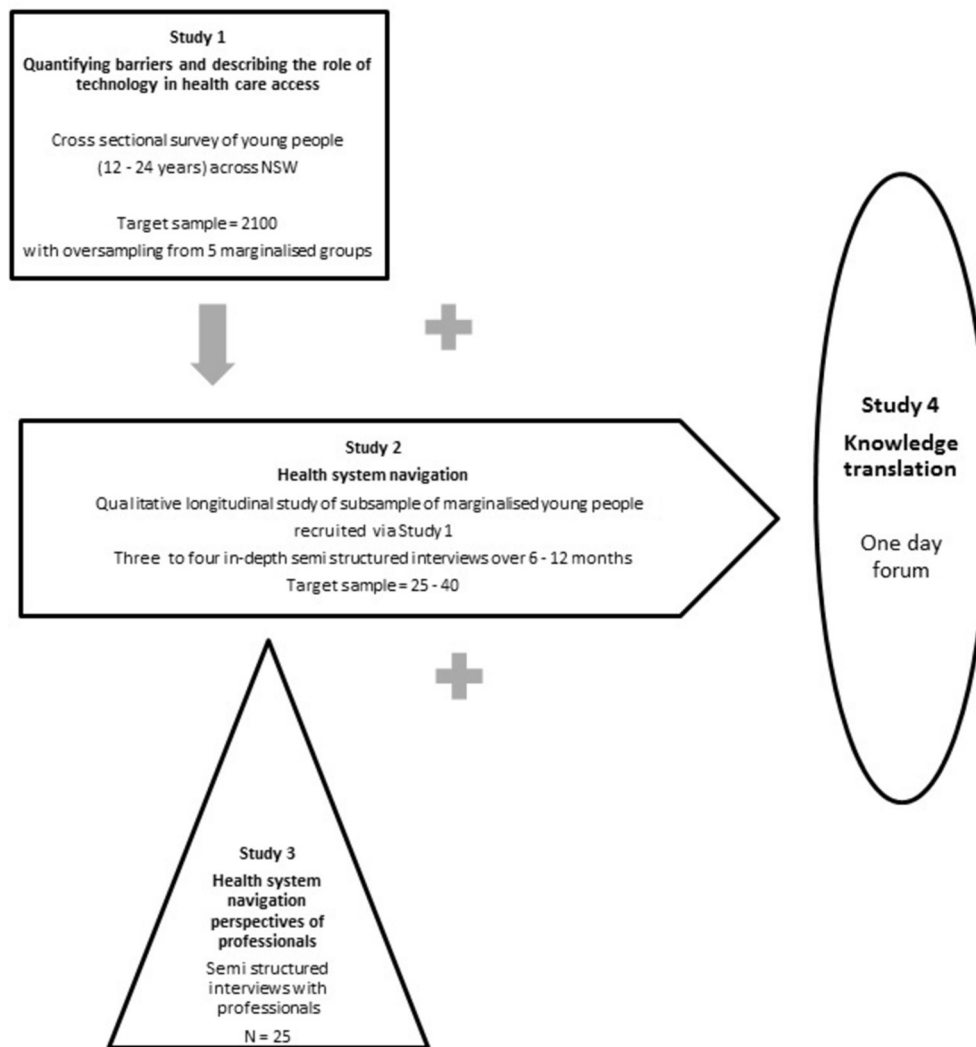 Study 1
Quantifying barriers and describing the role of
technology in health care access
Cross sectional survey of young people
(12 - 24 years) across NSW
Target sample = 2100
with oversampling from 5 marginalised groups
Study 2
Health system navigation
Qualitative longitudinal study of subsample of marginalised young people
recruited via Study 1
Three to four in-depth semi structured interviews over 6 - 12 months
Target sample = 25 - 40
Study 3
Health system
navigation
perspectives of
professionals
Semi structured
interviews with
professionals
N = 25
Study 4
Knowledge
translation
One day
forum